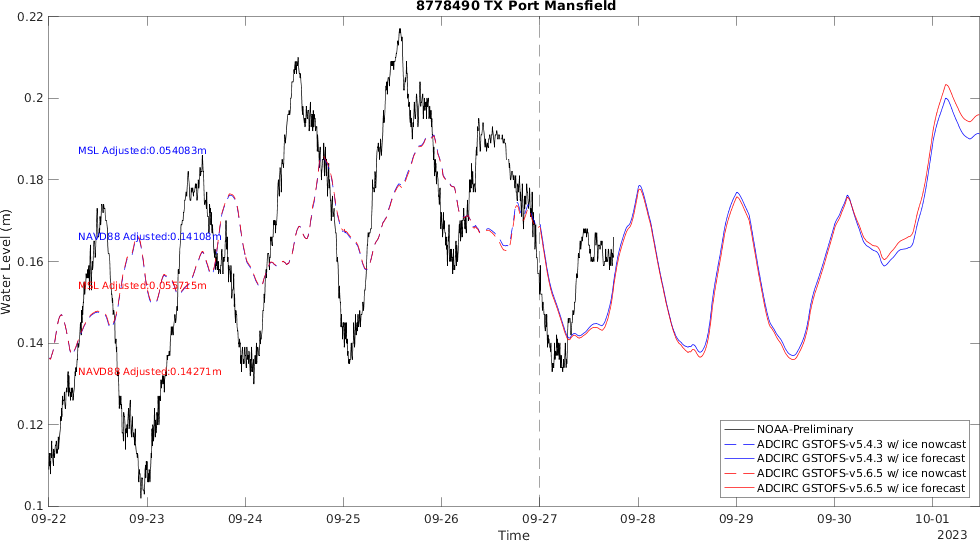 8778490 TX Port Mansfield
0.22
0.2
0.18
0.16
0.14
0.12
0.1
Water Level (m)
MSL Adjusted:0.054083m
NAVD88 Adjusted:0.14108m
MSL Adjusted:0.055715m
NAVD88 Adjusted:0.14271m
NOAA-Preliminary
ADCIRC GSTOFS-v5.4.3 w/ ice nowcast
ADCIRC GSTOFS-v5.4.3 w/ ice forecast
ADCIRC GSTOFS-v5.6.5 w/ ice nowcast
ADCIRC GSTOFS-v5.6.5 w/ ice forecast
09-22 09-23 09-24 09-25 09-26 09-27 09-28 09-29 09-30 10-01
Time
2023